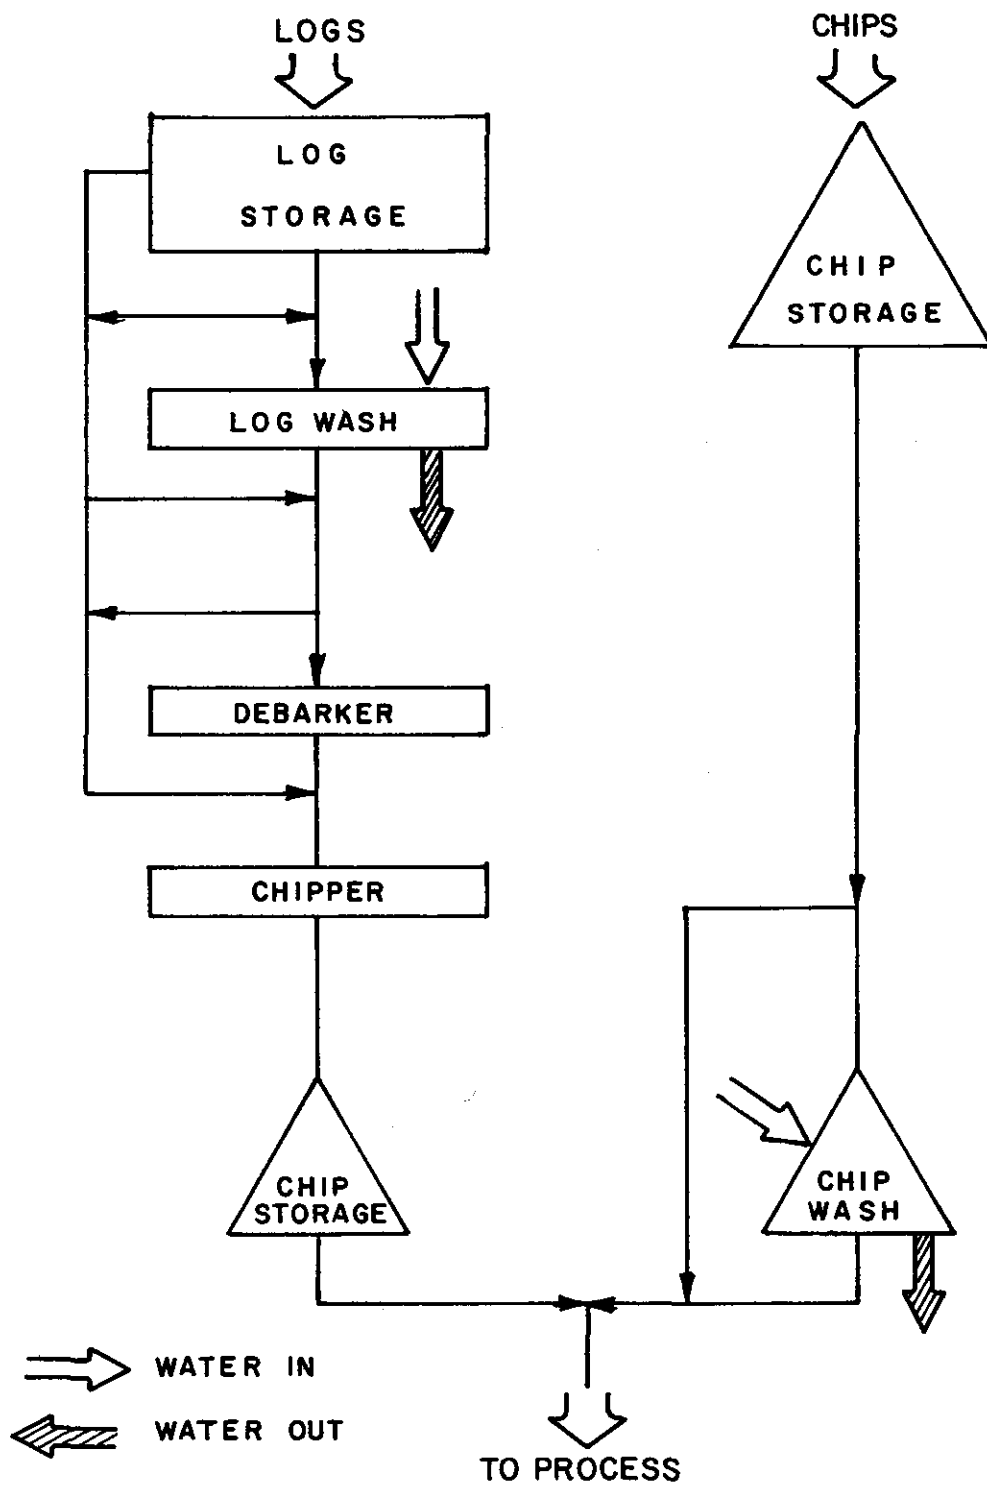 LOGS
CHIPS
LOG
STORAGE
CHIP
STORAGE
LOG WASH
DEBARKER
CHIPPER
CHIP
STORAGE
CHIP
WASH
WATER IN
WATER OUT
TO PROCESS